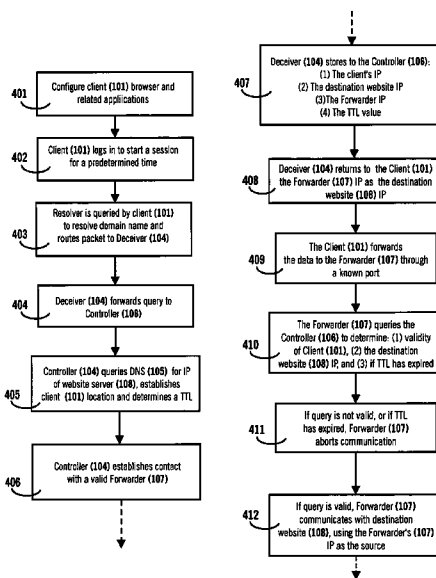 401
Configure client (101) browser and
related appliications
402
Client (101) logs in to start a session
for a predetermined time
403
Resolver is queried by client (101)
to resolve domain name and
routes packet to Deceiver (104)
404
Deceiver (104) forwards query to
Controller (106)
405
Controller (104) queries DNS (105) for IP
of website server (108), establishes
client (101) location and determines a TTL
406
Controller (104) establishes contact
with a valid Forwarder (107)
407
Deceiver (104) stores to the Controller (106):
(1) The client's IP
(2) The destination website IP
(3)The Forwarder IP
(4) The TTL value
408
Deceiver (104) returns to the Client (101)
the Forwarder (107) IP as the destination
website (108) IP
409
The Client (101) forwards
the data to the Forwarder (107) through
a known port
410
The Forwarder (107) queries the
Controller (106) to determine: (1) validity
of Client (101), (2) the destination
website (108) IP, and (3) if TTL has expired
411
If query is not valid, or if TTL
has expired, Forwarder (107)
aborts communication
412
If query is valid, Forwarder (107)
communicates with destination
website (108), using the Forwarder's (107)
IP as the source